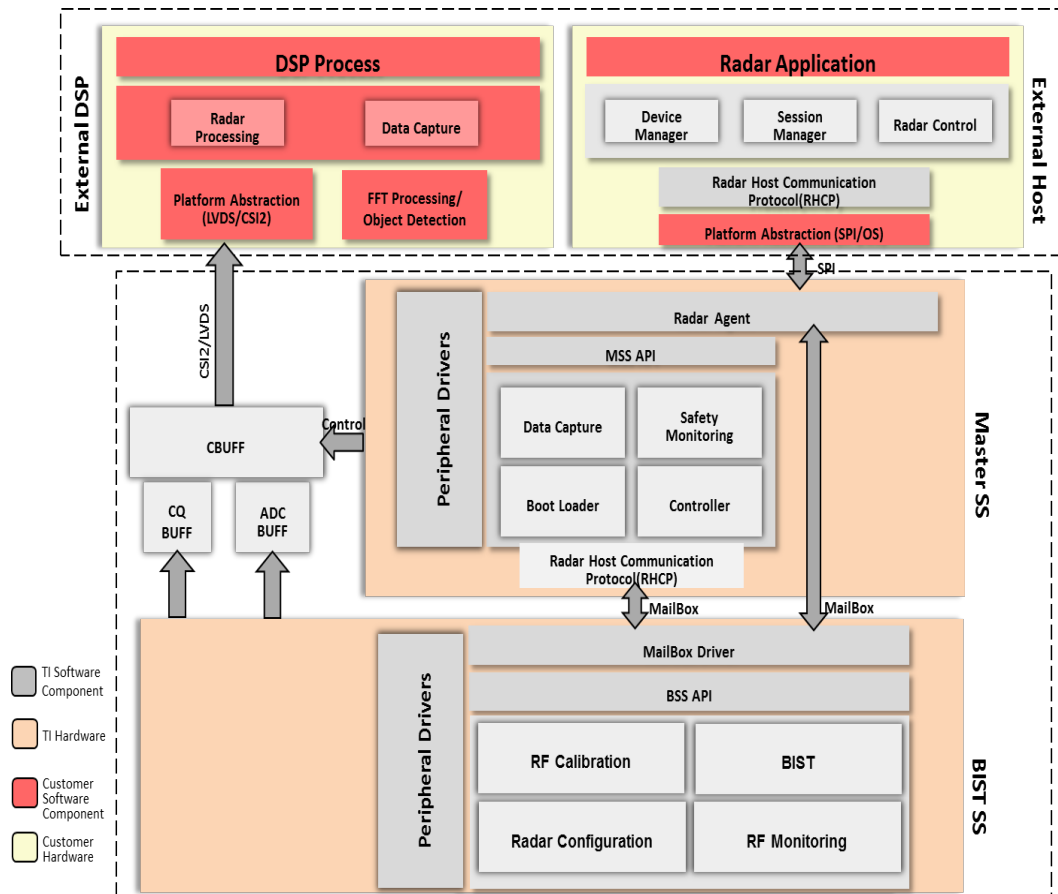 External DSP
DSP Process
Radar
Processing
Data Capture
Platform Abstraction
(LVDS/CSI2)
FFT Processing/
Object Detection
Radar Application
Device
Manager
Session
Manager
Radar Control
Radar Host Communication
Protocol(RHCP)
Platform Abstraction (SPI/OS)
External Host
SPI
CSI2/LVDS
Peripheral Drivers
Radar Agent
MSS API
Data Capture
Safety
Monitoring
Boot Loader
Controller
Radar Host Communication
Protocol(RHCP)
Master SS
Control
CBUFF
CQ
BUFF
ADC
BUFF
MailBox
MailBox
Peripheral Drivers
MailBox Driver
BSS API
RF Calibration
BIST
Radar Configuration
RF Monitoring
BIST SS
TI Software
Component
TI Hardware
Customer
Software
Component
Customer
Hardware